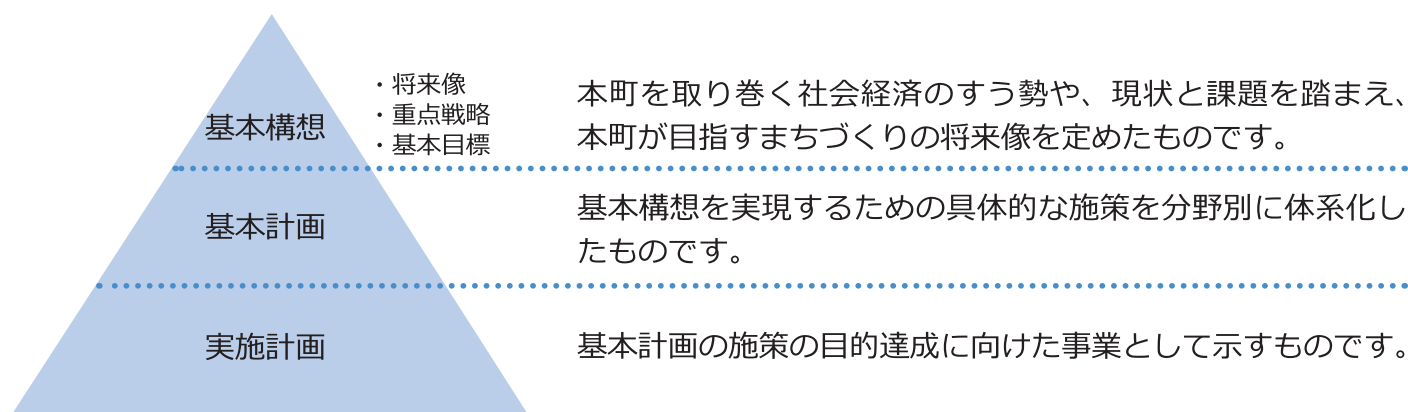 基本構想
・将来像
・重点戦略
・基本目標
本町を取り巻く社会経済のすう勢や、現状と課題を踏まえ、
本町が目指すまちづくりの将来像を定めたものです。
基本計画
基本構想を実現するための具体的な施策を分野別に体系化し
たものです。
実施計画
基本計画の施策の目的達成に向けた事業として示すものです。